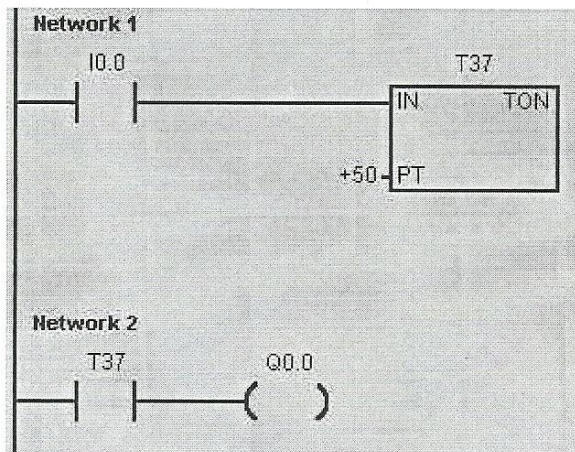 Network 1
I0.0
T37
IN TON
+50 PT
Network 2
T37 Q0.0